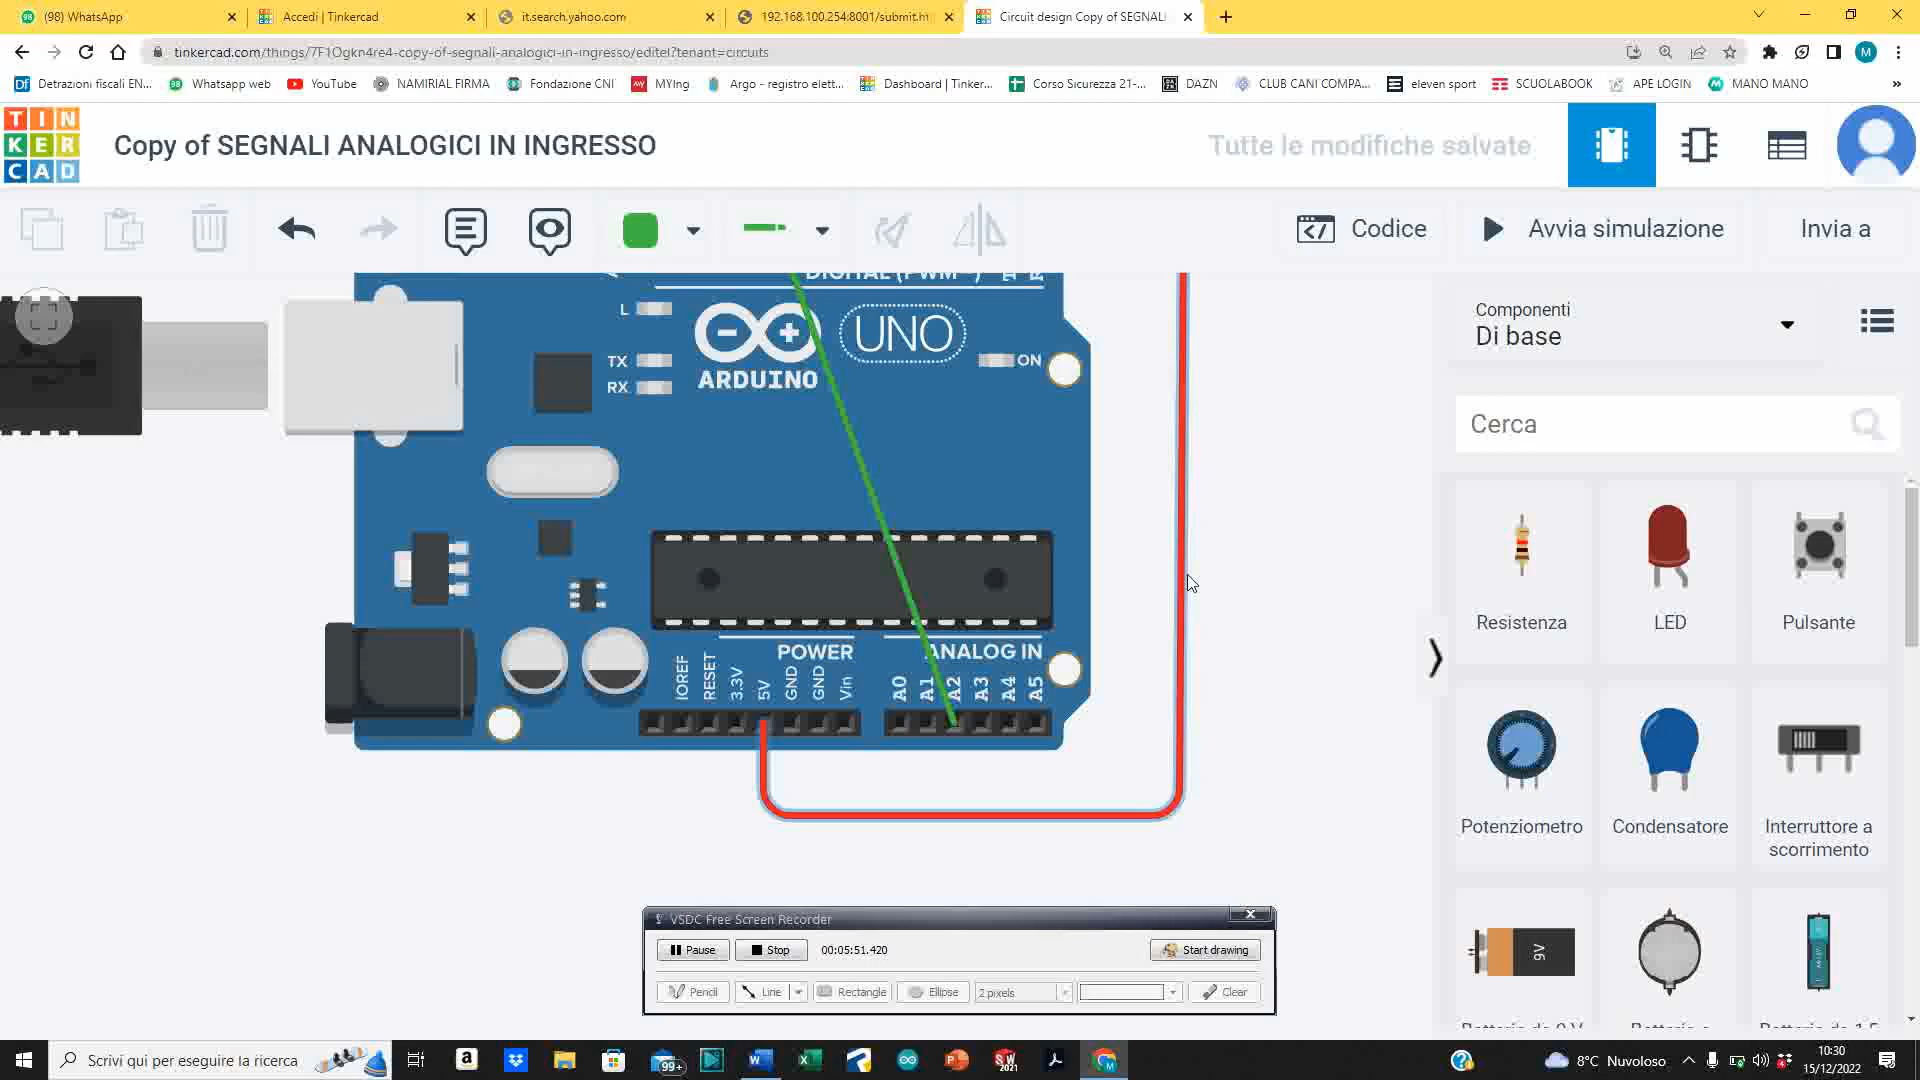 (98) WhatsApp
Accedi | Tinkercad
it.search.yahoo.com
192.168.100.254:8001/submit.ht
Circuit design Copy of SEGNALI
tinkercad.com/things/7F1Ogkn4re4-copy-of-segnali-analogici-in-ingresso/editel?tenant=circuits
M
Detrazioni fiscali EN...
Whatsapp web
YouTube
NAMIRIAL FIRMA
Fondazione CNI
MYIng
Argo - registro elett...
Dashboard | Tinker...
Corso Sicurezza 21-...
DAZN
CLUB CANI COMPA...
eleven sport
SCUOLABOOK
APE LOGIN
MANO MANO
»
TIN
KER
CAD
Copy of SEGNALI ANALOGICI IN INGRESSO
Tutte le modifiche salvate
Codice
Avvia simulazione
Invia a
DIGITAL (PWM
L
TX
RX
ARDUINO
UNO
ON
POWER
ANALOG IN
IOREF
RESET
3.3V
5V
GND
GND
Vin
A0
A1
A2
A3
A4
A5
Componenti
Di base
Cerca
Resistenza
LED
Pulsante
Potenziometro
Condensatore
Interruttore a
scorrimento
9V
VSDC Free Screen Recorder
Pause
Stop
00:05:51.420
Start drawing
Pencil
Line
Rectangle
Ellipse
2 pixels
Clear
Scrivi qui per eseguire la ricerca
99+
2021
8°C Nuvoloso
10:30
15/12/2022